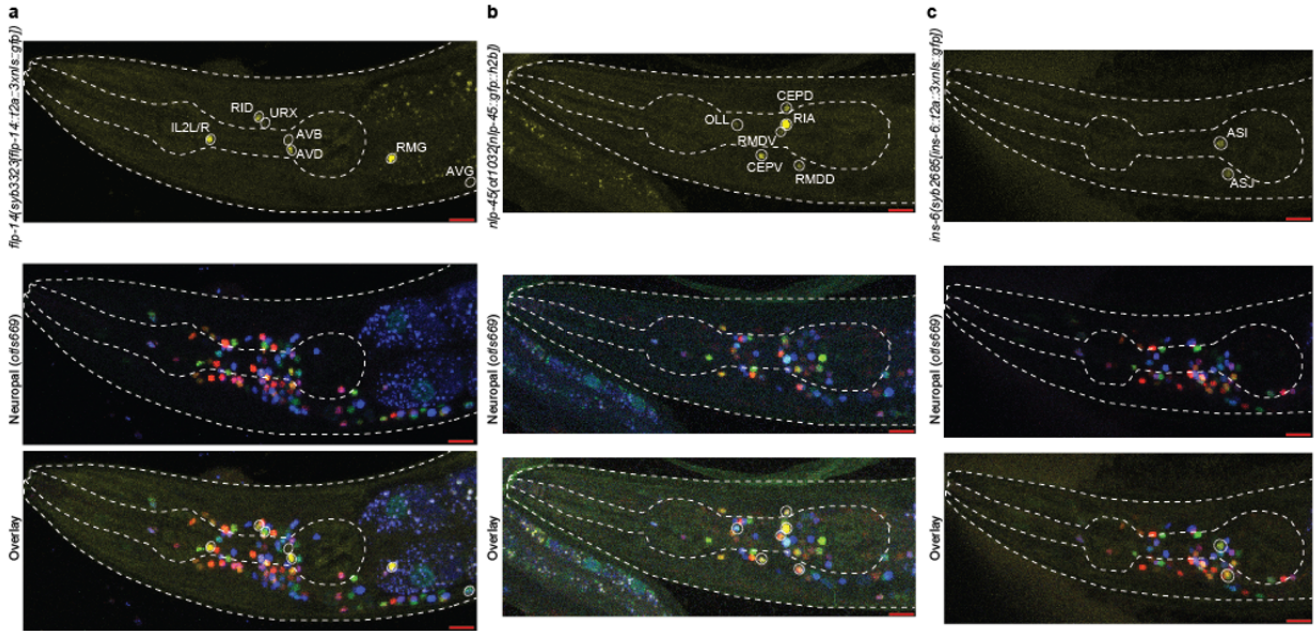 a
b
c
flp-14(syb3323[flp-14::t2a::3xnls::gfp])
RID
URX
IL2L/R
AVB
AVD
RMG
AVG
nlp-45(ot1032[nlp-45::gfp::h2b])
CEPD
OLL
RIA
RMDV
CEPV
RMDD
ins-6(syb2685[ins-6::t2a::3xnls::gfp])
ASI
ASJ
Neuropal (otIs669)
Neuropal (otIs669)
Neuropal (otIs669)
Overlay
Overlay
Overlay